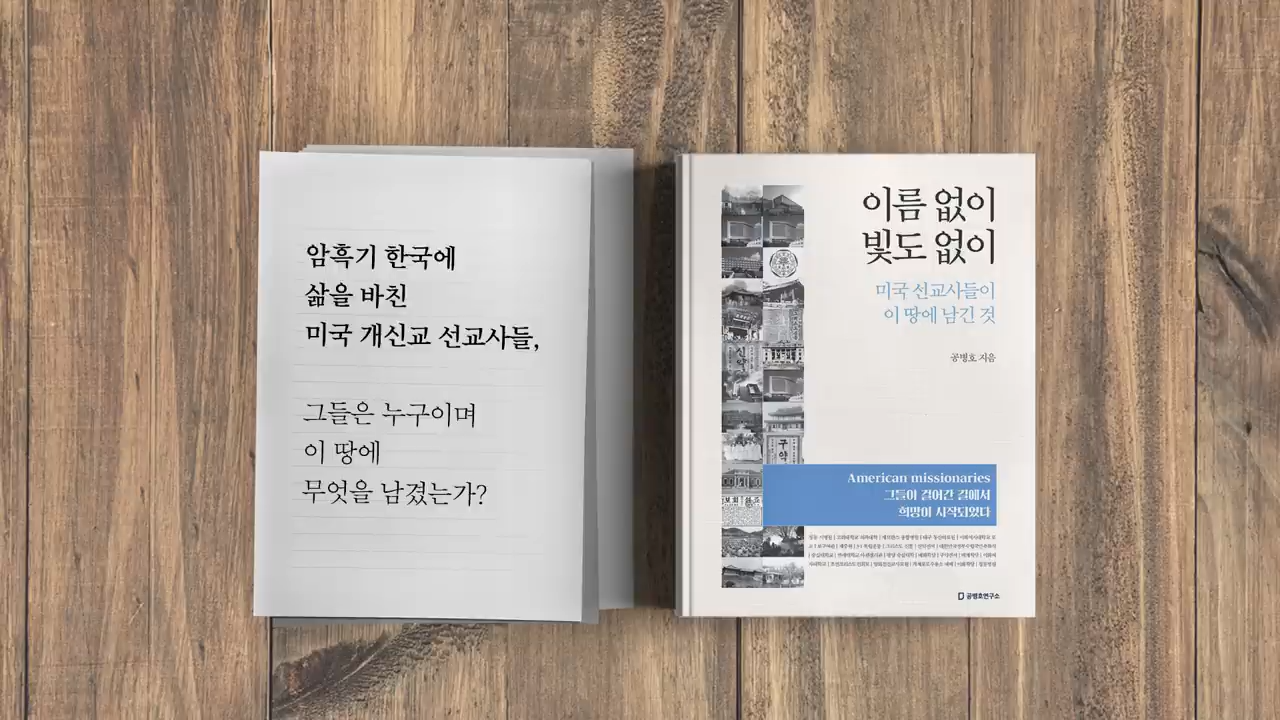 암흑기 한국에
삶을 바친
미국 개신교 선교사들,
그들은 누구이며
이 땅에
무엇을 남겼는가?
이름 없이
빛도 없이
미국 선교사들이
이 땅에 남긴 것
공병호 지음
구약
American missionaries
그들이 걸어간 길에서
희망이 시작되었다
공병호연구소